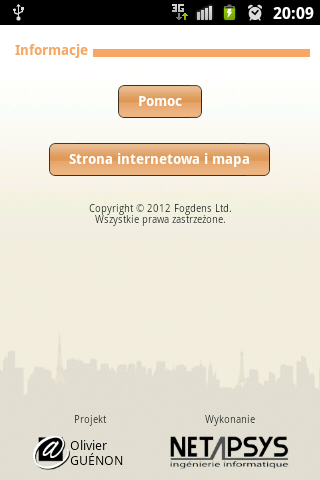 3G 20:09
Informacje
Pomoc
Strona internetowa i mapa
Copyright © 2012 Fogdens Ltd.
Wszystkie prawa zastrzeżone.
Projekt
Wykonanie
@ Olivier
GUÉNON
NETAPSYS
ingénierie informatique